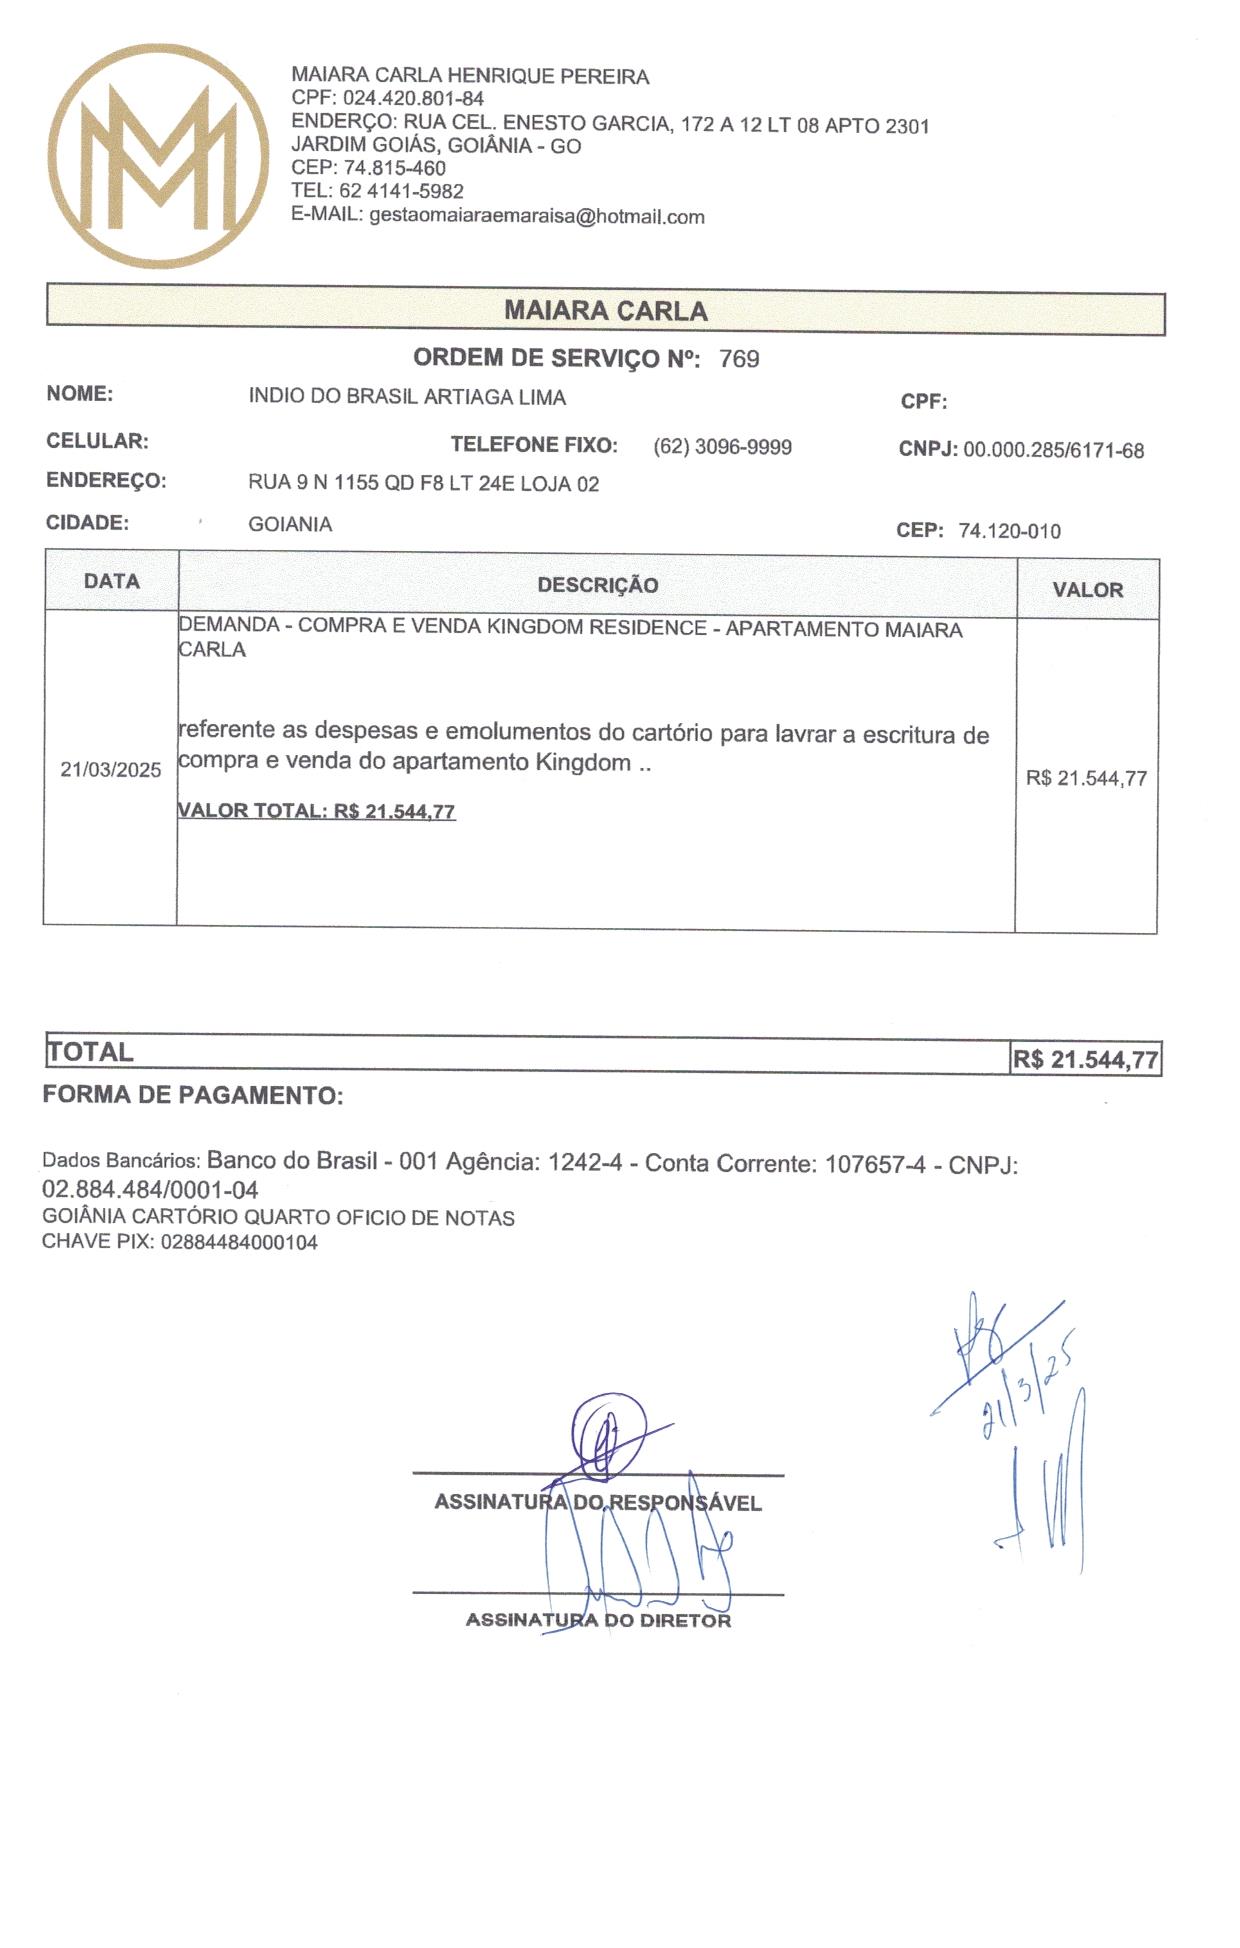 MAIARA CARLA HENRIQUE PEREIRA
CPF: 024.420.801-84
ENDERÇO: RUA CEL. ENESTO GARCIA, 172 A 12 LT 08 APTO 2301
JARDIM GOIÁS, GOIÂNIA - GO
CEP: 74.815-460
TEL: 62 4141-5982
E-MAIL: gestaomaiaraemaraisa@hotmail.com
MAIARA CARLA
ORDEM DE SERVIÇO Nº: 769
NOME: INDIO DO BRASIL ARTIAGA LIMA CPF:
CELULAR: TELEFONE FIXO: (62) 3096-9999 CNPJ: 00.000.285/6171-68
ENDEREÇO: RUA 9 N 1155 QD F8 LT 24E LOJA 02
CIDADE: GOIANIA CEP: 74.120-010
DATA DESCRIÇÃO VALOR
DEMANDA - COMPRA E VENDA KINGDOM RESIDENCE - APARTAMENTO MAIARA
CARLA
referente as despesas e emolumentos do cartório para lavrar a escritura de
compra e venda do apartamento Kingdom ..
21/03/2025 R$ 21.544,77
VALOR TOTAL: R$ 21.544,77
TOTAL R$ 21.544,77
FORMA DE PAGAMENTO:
Dados Bancários: Banco do Brasil - 001 Agência: 1242-4 - Conta Corrente: 107657-4 - CNPJ:
02.884.484/0001-04
GOIÂNIA CARTÓRIO QUARTO OFICIO DE NOTAS
CHAVE PIX: 02884484000104
21/3/25
ASSINATURA DO RESPONSÁVEL
ASSINATURA DO DIRETOR